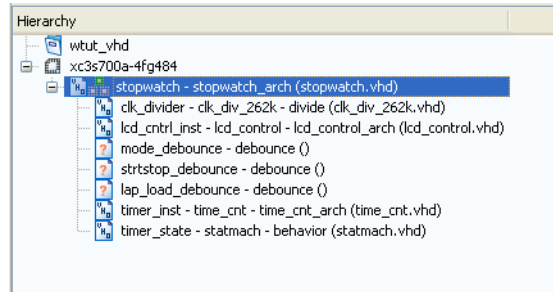 Hierarchy
wtut_vhd
xc3s700a-4fg484
stopwatch - stopwatch_arch (stopwatch.vhd)
clk_divider - clk_div_262k - divide (clk_div_262k.vhd)
lcd_cntrl_inst - lcd_control - lcd_control_arch (lcd_control.vhd)
mode_debounce - debounce ()
strtstop_debounce - debounce ()
lap_load_debounce - debounce ()
timer_inst - time_cnt - time_cnt_arch (time_cnt.vhd)
timer_state - statmach - behavior (statmach.vhd)